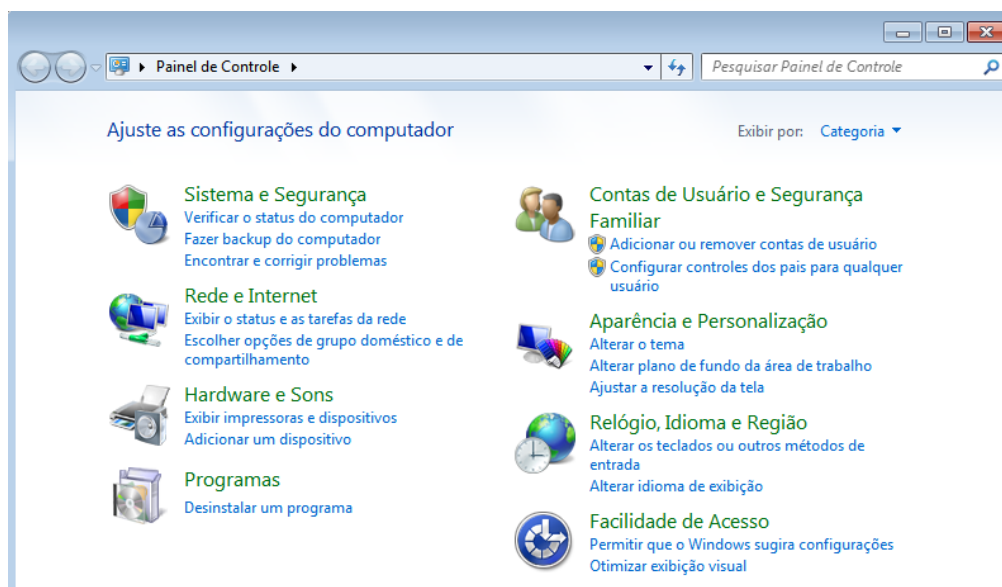 Painel de Controle
Pesquisar Painel de Controle
Ajuste as configurações do computador
Exibir por: Categoria
Sistema e Segurança
Verificar o status do computador
Fazer backup do computador
Encontrar e corrigir problemas
Rede e Internet
Exibir o status e as tarefas da rede
Escolher opções de grupo doméstico e de
compartilhamento
Hardware e Sons
Exibir impressoras e dispositivos
Adicionar um dispositivo
Programas
Desinstalar um programa
Contas de Usuário e Segurança
Familiar
Adicionar ou remover contas de usuário
Configurar controles dos pais para qualquer
usuário
Aparência e Personalização
Alterar o tema
Alterar plano de fundo da área de trabalho
Ajustar a resolução da tela
Relógio, Idioma e Região
Alterar os teclados ou outros métodos de
entrada
Alterar idioma de exibição
Facilidade de Acesso
Permitir que o Windows sugira configurações
Otimizar exibição visual